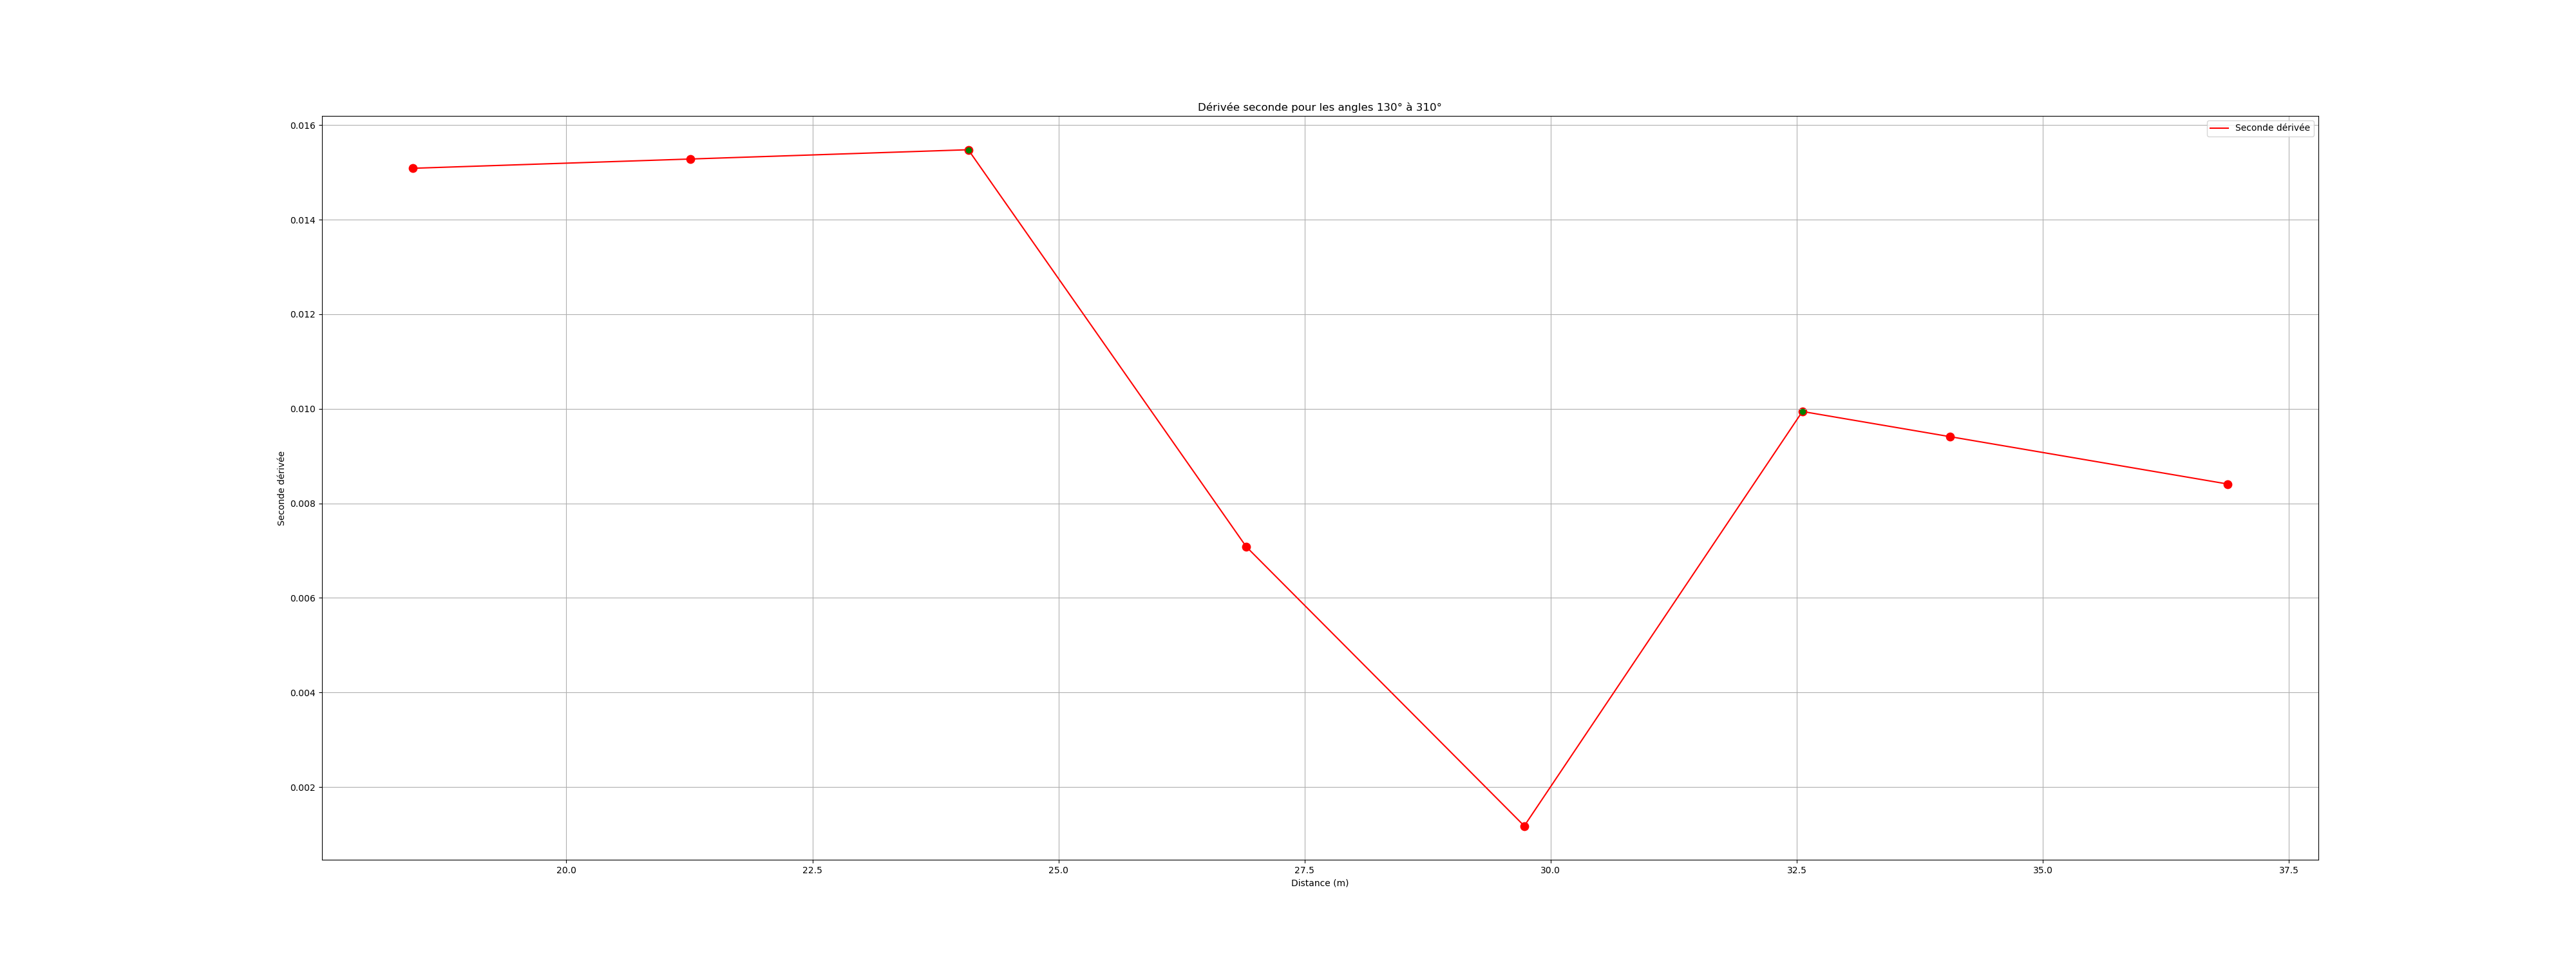 Dérivée seconde pour les angles 130° à 310°
Seconde dérivée
0.016
0.014
0.012
0.010
0.008
0.006
0.004
0.002
Seconde dérivée
20.0 22.5 25.0 27.5 30.0 32.5 35.0 37.5
Distance (m)